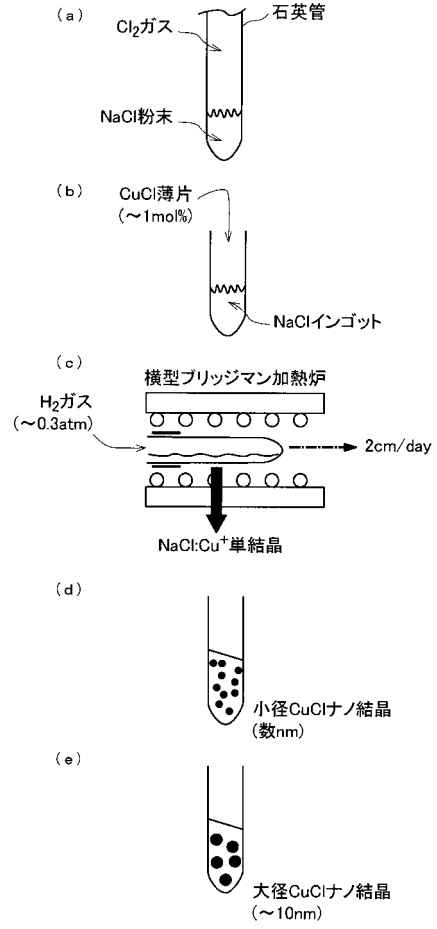 (a)
Cl2ガス
石英管
NaCl粉末
(b)
CuCl薄片
(～1mol%)
NaClインゴット
(c)
横型ブリッジマン加熱炉
H2ガス
(～0.3atm)
2cm/day
NaCl:Cu⁺単結晶
(d)
小径CuClナノ結晶
(数nm)
(e)
大径CuClナノ結晶
(～10nm)